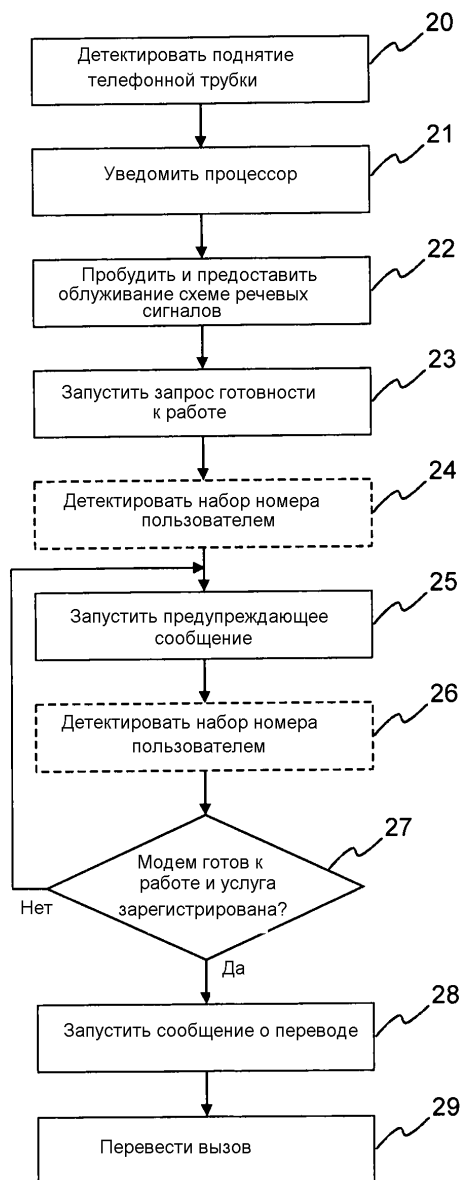 20
Детектировать поднятие
телефонной трубки
21
Уведомить процессор
22
Пробудить и предоставить
облуживание схеме речевых
сигналов
23
Запустить запрос готовности
к работе
24
Детектировать набор номера
пользователем
25
Запустить предупреждающее
сообщение
26
Детектировать набор номера
пользователем
27
Модем готов к
работе и услуга
зарегистрирована?
Нет
Да
28
Запустить сообщение о переводе
29
Перевести вызов